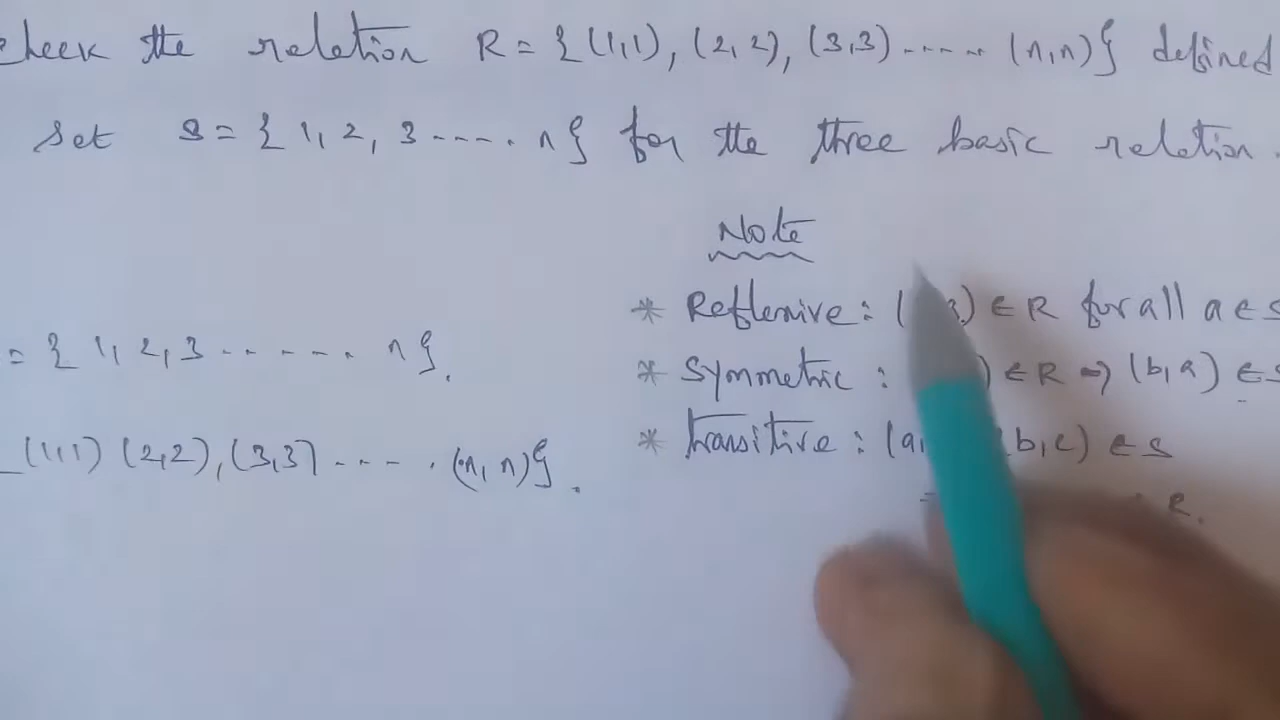 check the relation R = { (1,1), (2,2), (3,3) ...... (n,n) } defined
set S = { 1, 2, 3 ..... n } for the three basic relation.
Note
* Reflexive : ( ) ∈ R for all a ∈ S
= { 1, 2, 3 ...... n }.
* Symmetric : ) ∈ R ⇒ (b,a) ∈ S
* transitive : (a, (b,c) ∈ S
(1,1) (2,2), (3,3) ..... (n, n) }.
R.